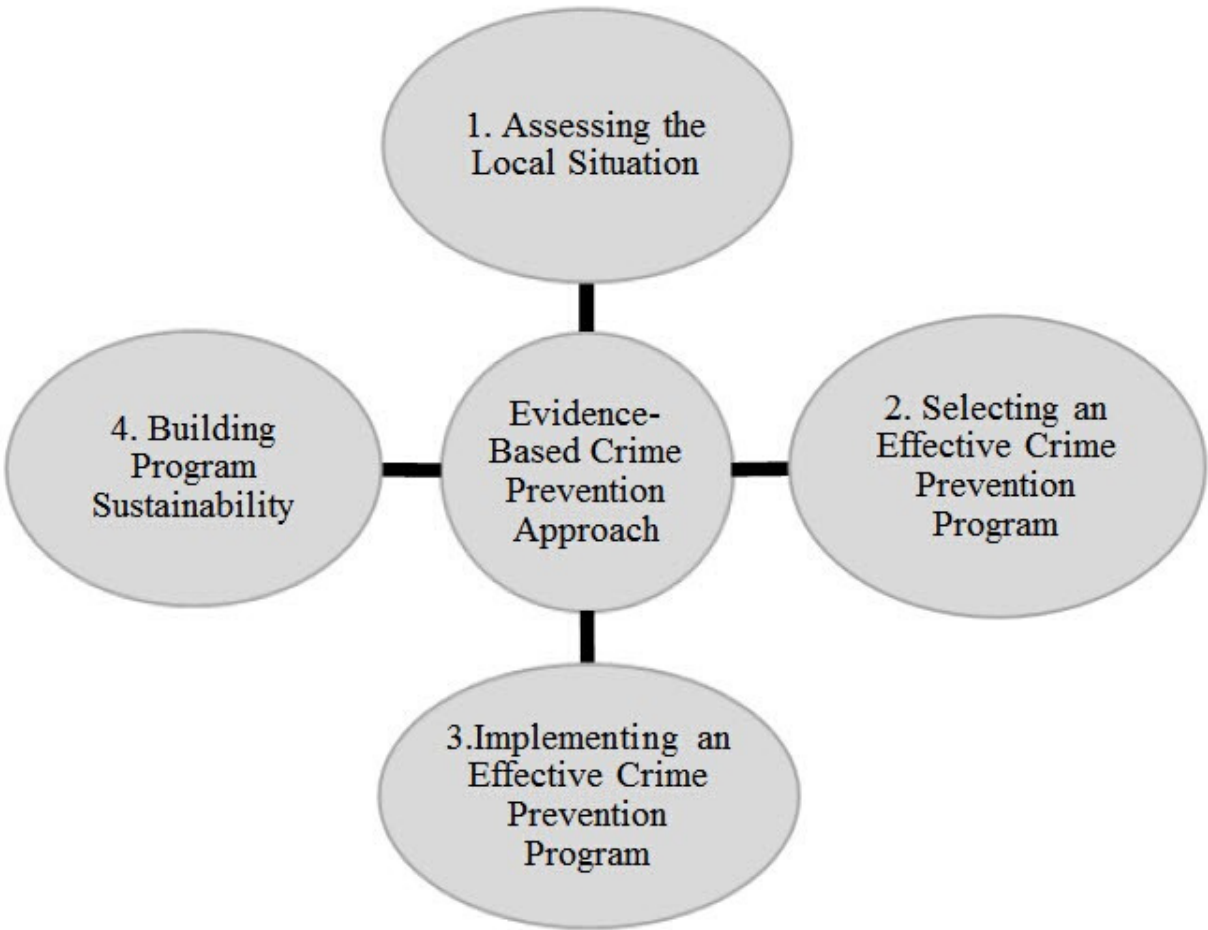 1. Assessing the
Local Situation
Evidence-
Based Crime
Prevention
Approach
2. Selecting an
Effective Crime
Prevention
Program
3.Implementing an
Effective Crime
Prevention
Program
4. Building
Program
Sustainability